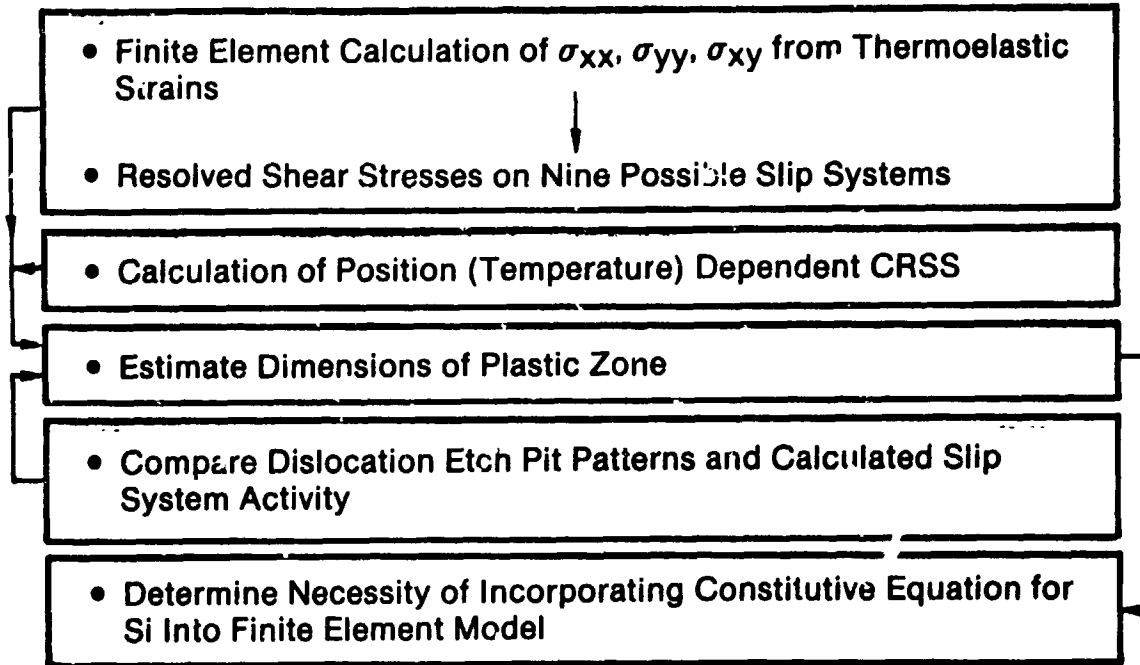 • Finite Element Calculation of σxx, σyy, σxy from Thermoelastic
Strains
• Resolved Shear Stresses on Nine Possible Slip Systems
• Calculation of Position (Temperature) Dependent CRSS
• Estimate Dimensions of Plastic Zone
• Compare Dislocation Etch Pit Patterns and Calculated Slip
System Activity
• Determine Necessity of Incorporating Constitutive Equation for
Si Into Finite Element Model